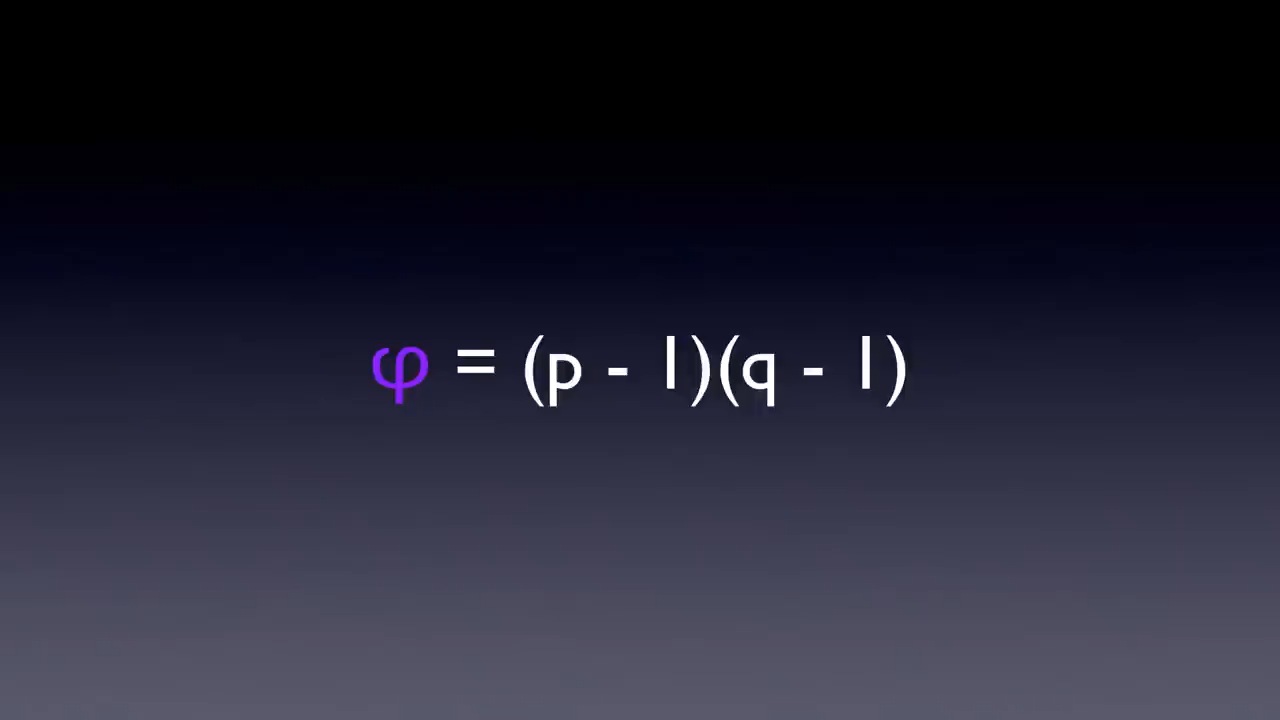 φ = (p - 1)(q - 1)